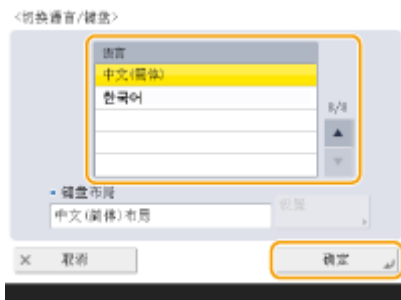 <切换语言/键盘>
语言
中文(简体)
한국어
8/8
键盘布局
中文(简体)布局
设置
× 取消
确定